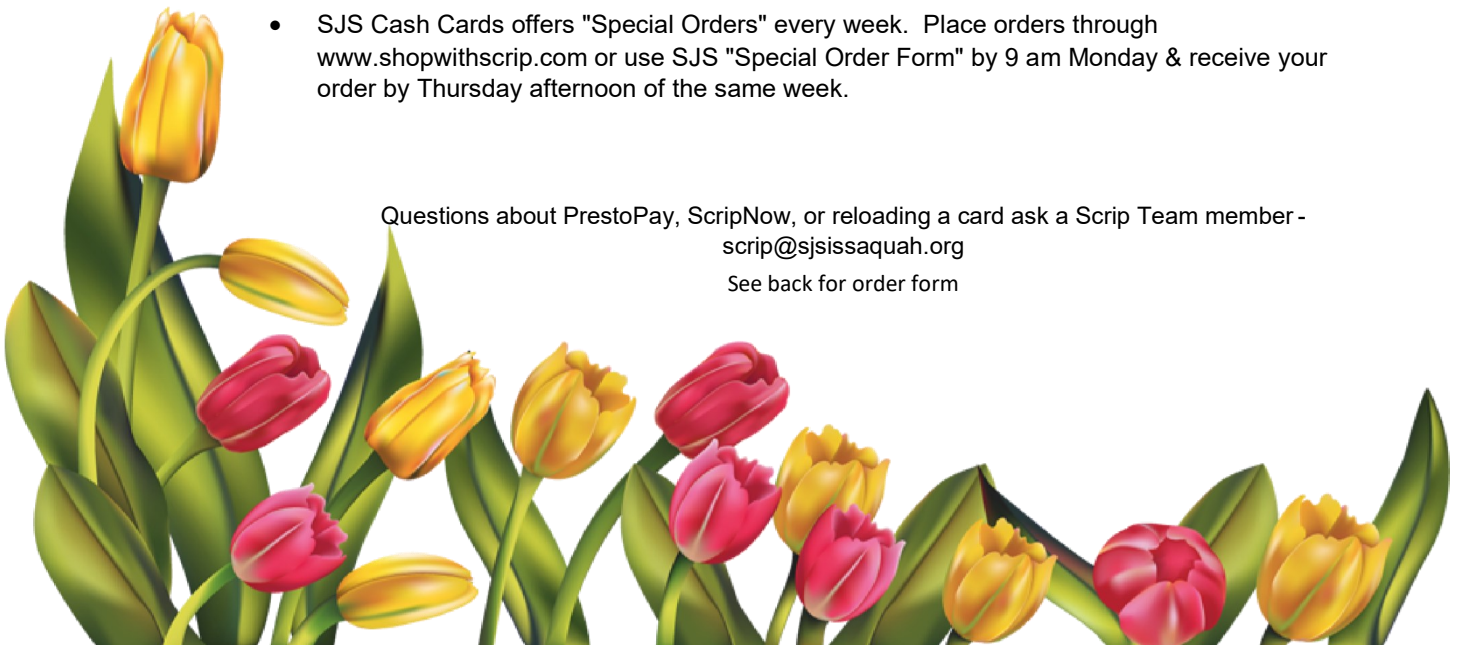 • SJS Cash Cards offers "Special Orders" every week.  Place orders through
www.shopwithscrip.com or use SJS "Special Order Form" by 9 am Monday & receive your
order by Thursday afternoon of the same week.
Questions about PrestoPay, ScripNow, or reloading a card ask a Scrip Team member -
scrip@sjsissaquah.org
See back for order form